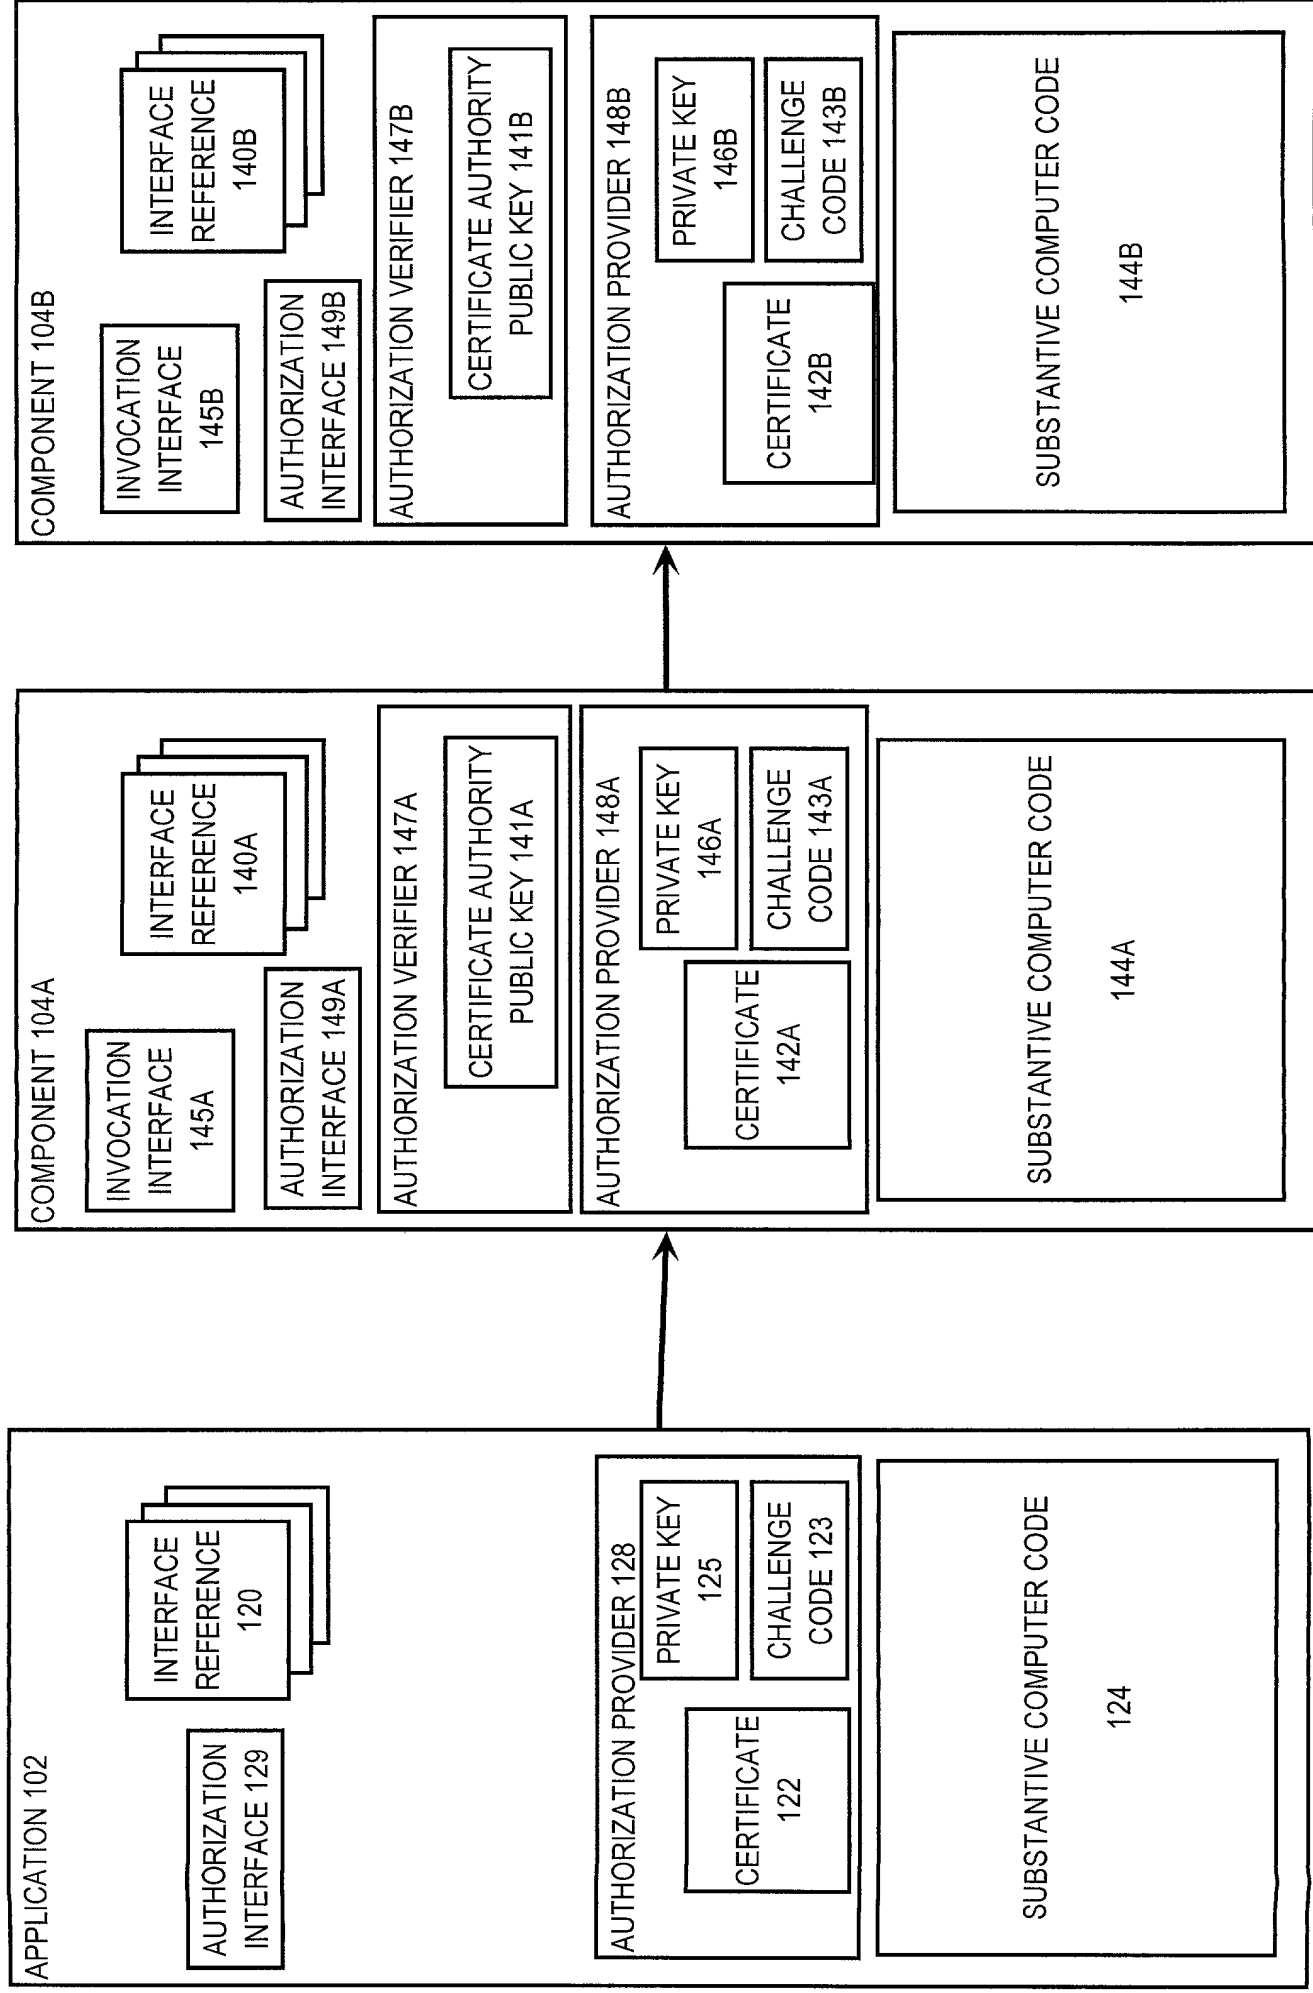 APPLICATION 102
AUTHORIZATION
INTERFACE 129
INTERFACE
REFERENCE
120
AUTHORIZATION PROVIDER 128
CERTIFICATE
122
PRIVATE KEY
125
CHALLENGE
CODE 123
SUBSTANTIVE COMPUTER CODE
124
COMPONENT 104A
INVOCATION
INTERFACE
145A
INTERFACE
REFERENCE
140A
AUTHORIZATION
INTERFACE 149A
AUTHORIZATION VERIFIER 147A
CERTIFICATE AUTHORITY
PUBLIC KEY 141A
AUTHORIZATION PROVIDER 148A
CERTIFICATE
142A
PRIVATE KEY
146A
CHALLENGE
CODE 143A
SUBSTANTIVE COMPUTER CODE
144A
COMPONENT 104B
INVOCATION
INTERFACE
145B
INTERFACE
REFERENCE
140B
AUTHORIZATION
INTERFACE 149B
AUTHORIZATION VERIFIER 147B
CERTIFICATE AUTHORITY
PUBLIC KEY 141B
AUTHORIZATION PROVIDER 148B
CERTIFICATE
142B
PRIVATE KEY
146B
CHALLENGE
CODE 143B
SUBSTANTIVE COMPUTER CODE
144B